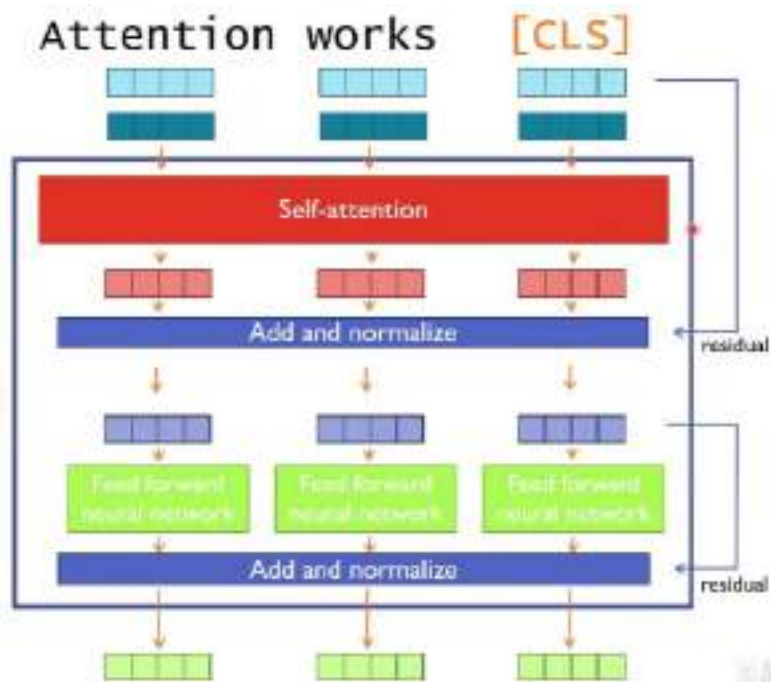 Attention works [CLS]
Self-attention
Add and normalize
residual
Feed forward
neural network
Feed forward
neural network
Feed forward
neural network
Add and normalize
residual